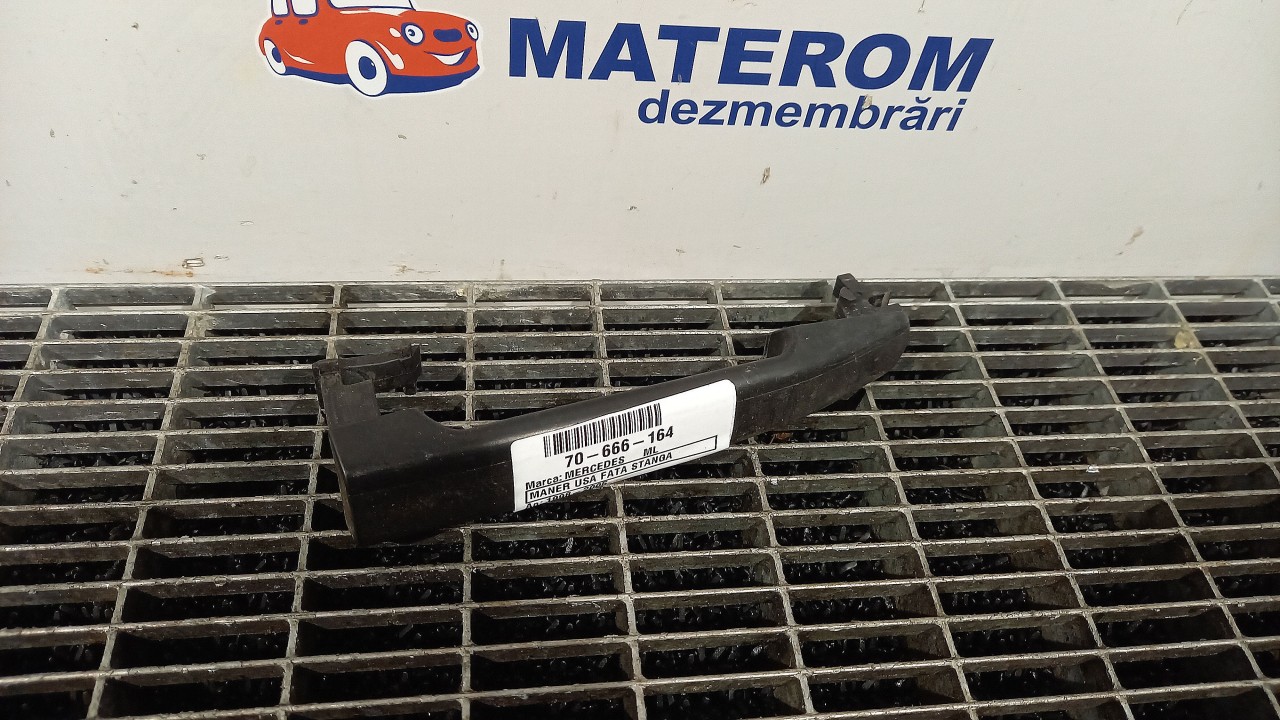 MATEROM
dezmembrări
70-666-164
Marca: MERCEDES ML
MANER USA FATA STANGA